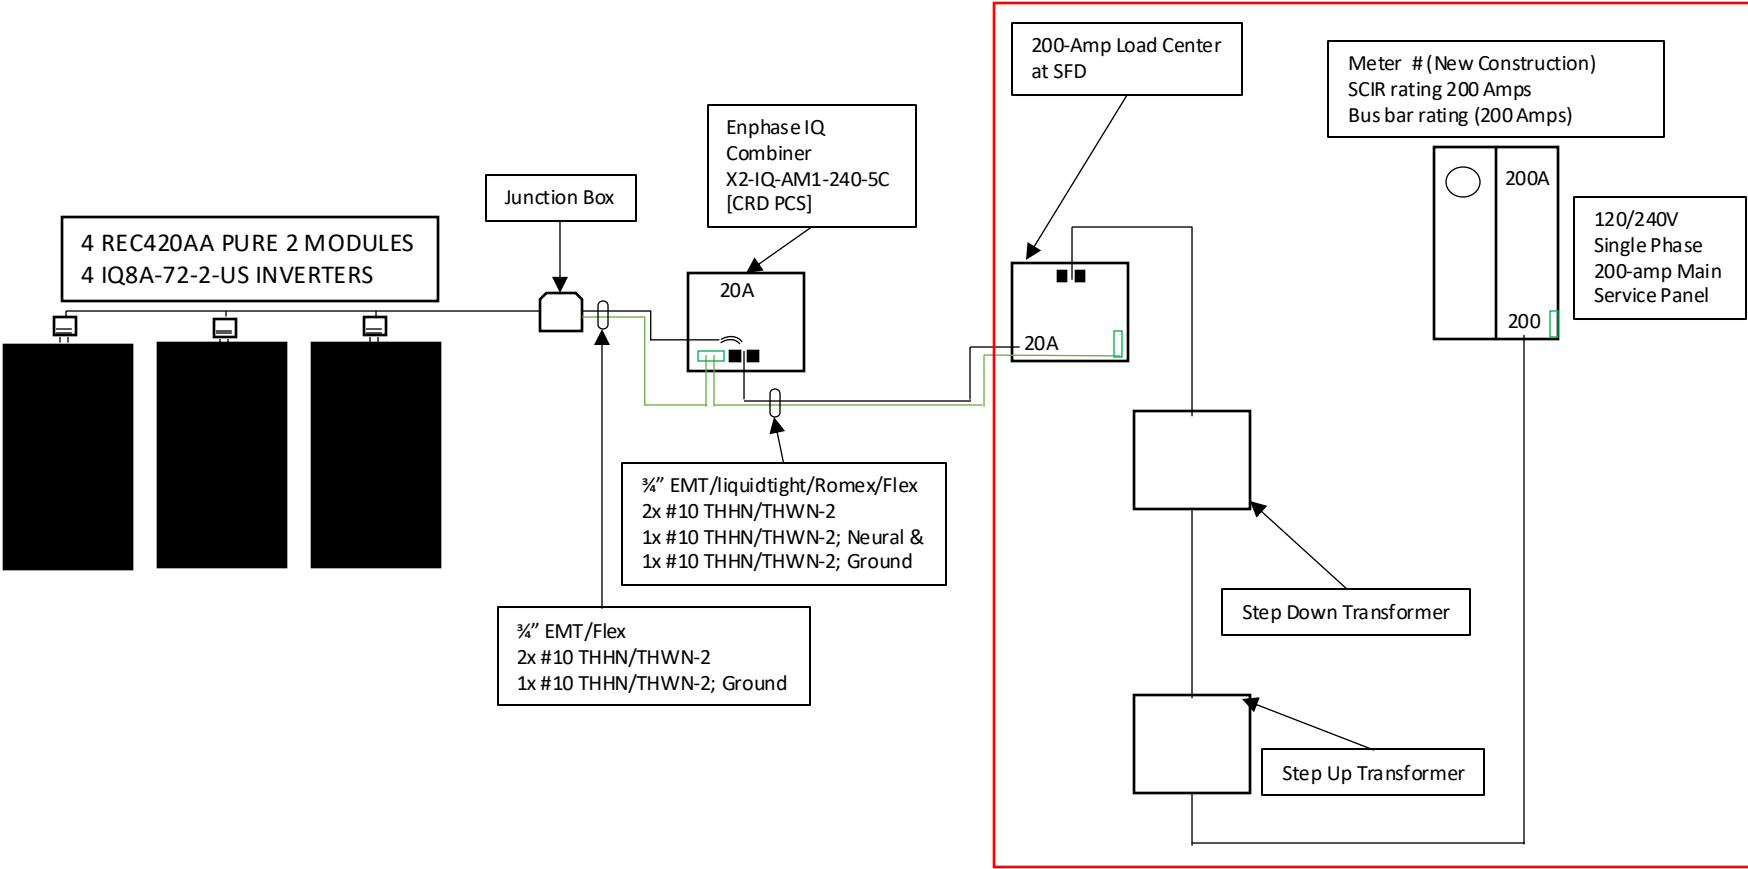 200-Amp Load Center
at SFD
Meter # (New Construction)
SCIR rating 200 Amps
Bus bar rating (200 Amps)
Enphase IQ
Combiner
X2-IQ-AM1-240-5C
[CRD PCS]
Junction Box
4 REC420AA PURE 2 MODULES
4 IQ8A-72-2-US INVERTERS
200A
120/240V
Single Phase
200-amp Main
Service Panel
20A
200
20A
¾” EMT/liquidtight/Romex/Flex
2x #10 THHN/THWN-2
1x #10 THHN/THWN-2; Neural &
1x #10 THHN/THWN-2; Ground
Step Down Transformer
¾” EMT/Flex
2x #10 THHN/THWN-2
1x #10 THHN/THWN-2; Ground
Step Up Transformer